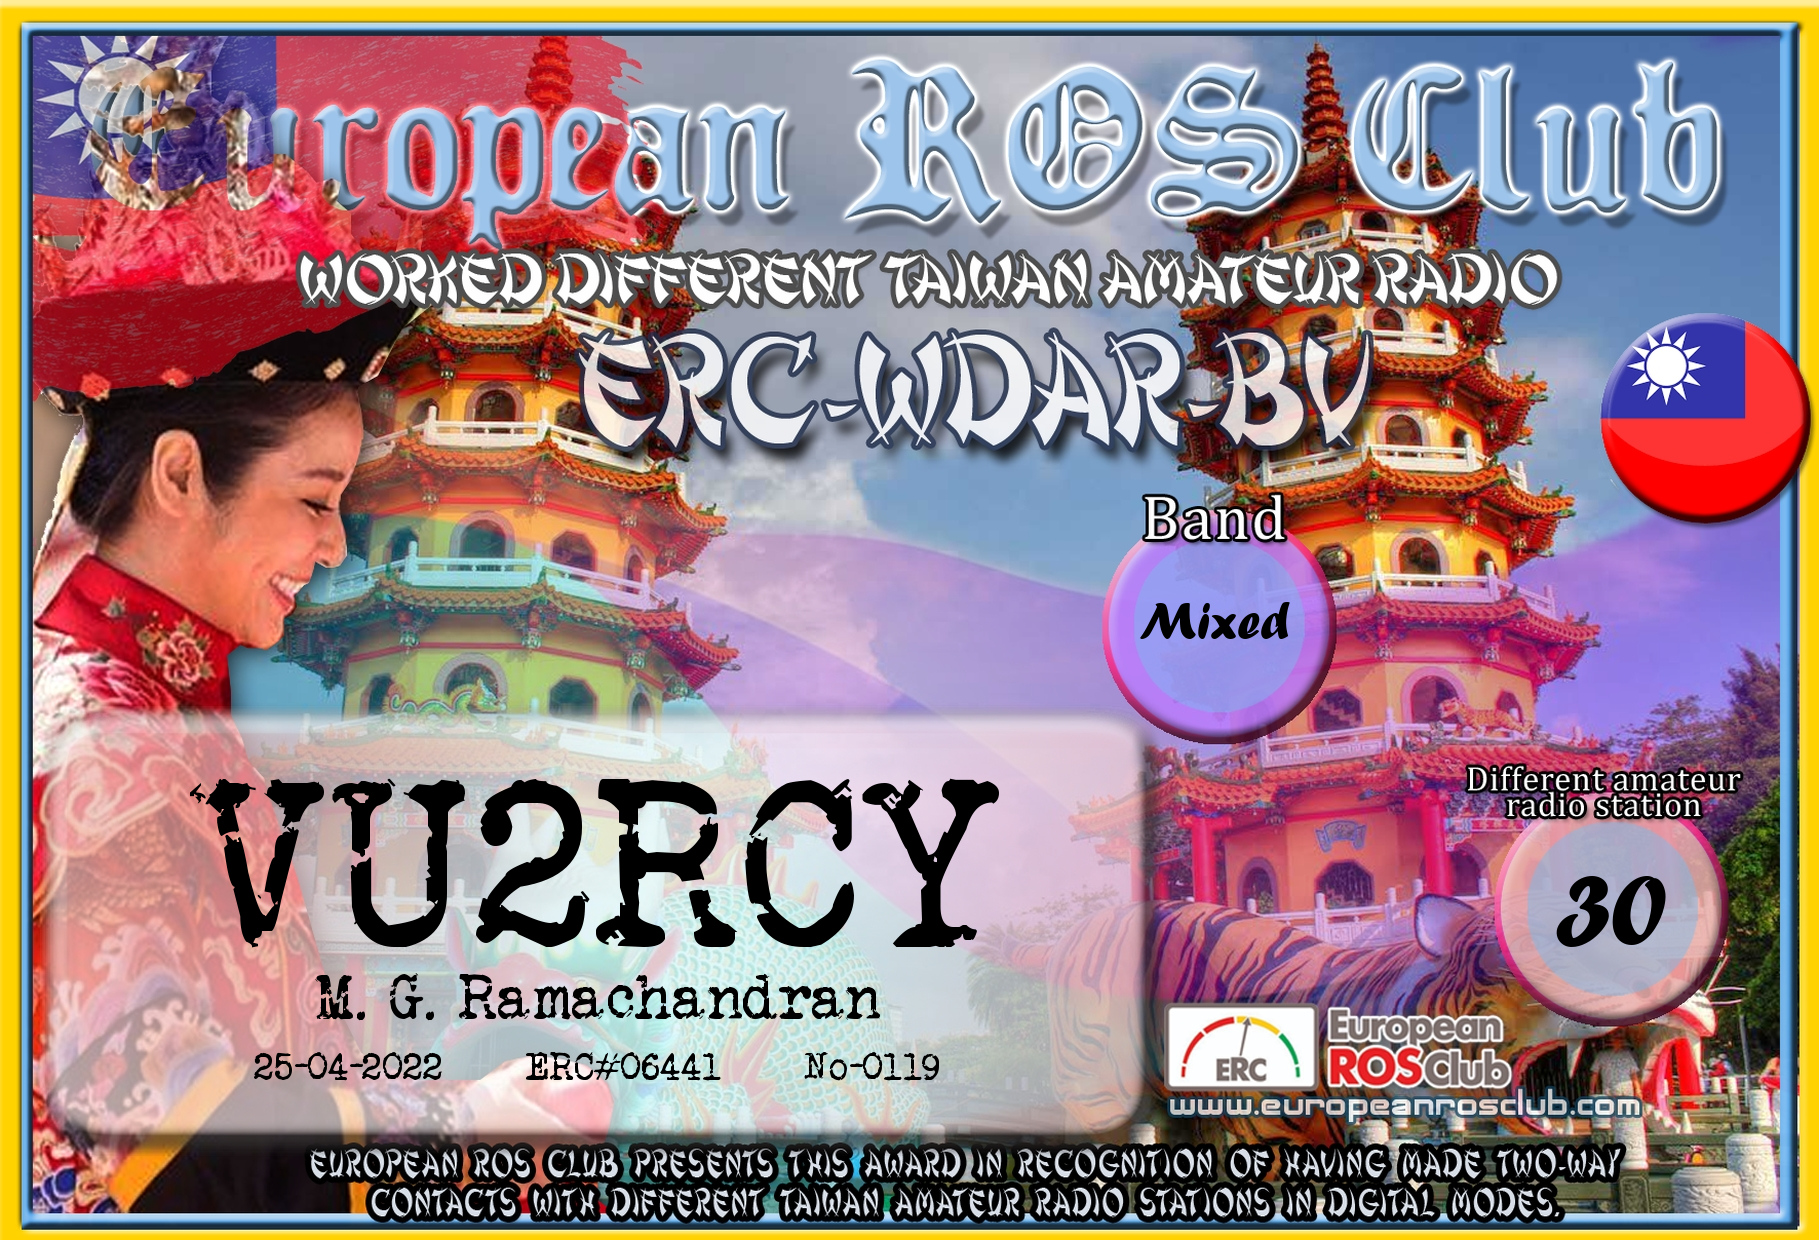 European ROS Club
WORKED DIFFERENT TAIWAN AMATEUR RADIO
ERC-WDAR-BV
Band
Mixed
Different amateur
radio station
30
VU2RCY
M. G. Ramachandran
25-04-2022 ERC#06441 No-0119
ERC
European
ROSclub
www.europeanrosclub.com
EUROPEAN ROS CLUB PRESENTS THIS AWARD IN RECOGNITION OF HAVING MADE TWO-WAY
CONTACTS WITH DIFFERENT TAIWAN AMATEUR RADIO STATIONS IN DIGITAL MODES.